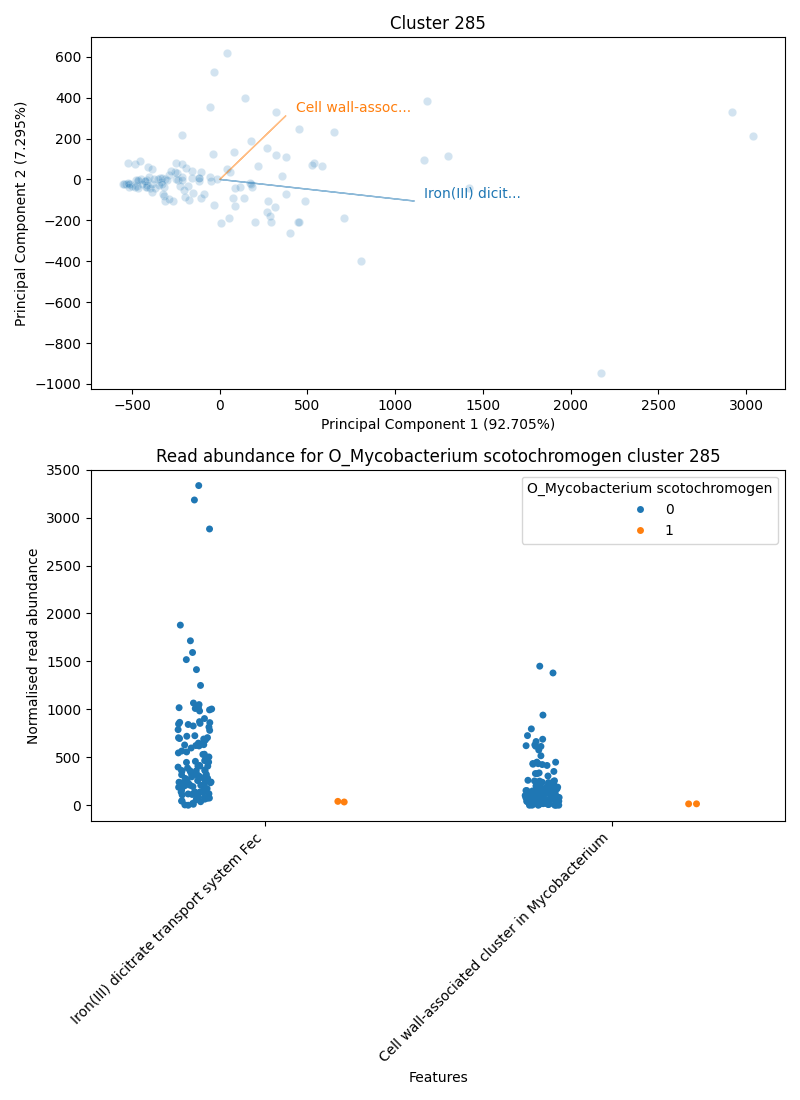 Cluster 285
600
400
200
0
−200
−400
−600
−800
−1000
Principal Component 2 (7.295%)
Cell wall-assoc...
Iron(III) dicit...
−500
0
500
1000
1500
2000
2500
3000
Principal Component 1 (92.705%)
Read abundance for O_Mycobacterium scotochromogen cluster 285
3500
3000
2500
2000
1500
1000
500
0
Normalised read abundance
O_Mycobacterium scotochromogen
0
1
Iron(III) dicitrate transport system Fec
Cell wall-associated cluster in Mycobacterium
Features